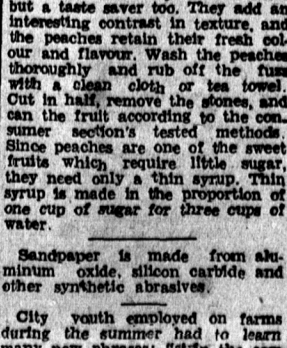 but a taste saver too. They add an
interesting contrast in texture, and
the peaches retain their fresh col-
our and flavour. Wash the peaches
thoroughly and rub off the fuzz
with a clean cloth or tea towel.
Cut in half, remove the stones, and
can the fruit according to the con-
sumer section's tested methods.
Since peaches are one of the sweet
fruits which require little sugar,
they need only a thin syrup. Thin
syrup is made in the proportion of
one cup of sugar for three cups of
water.
Sandpaper is made from alu-
minum oxide, silicon carbide and
other synthetic abrasives.
City youth employed on farms
during the summer had to learn
many new phrases: